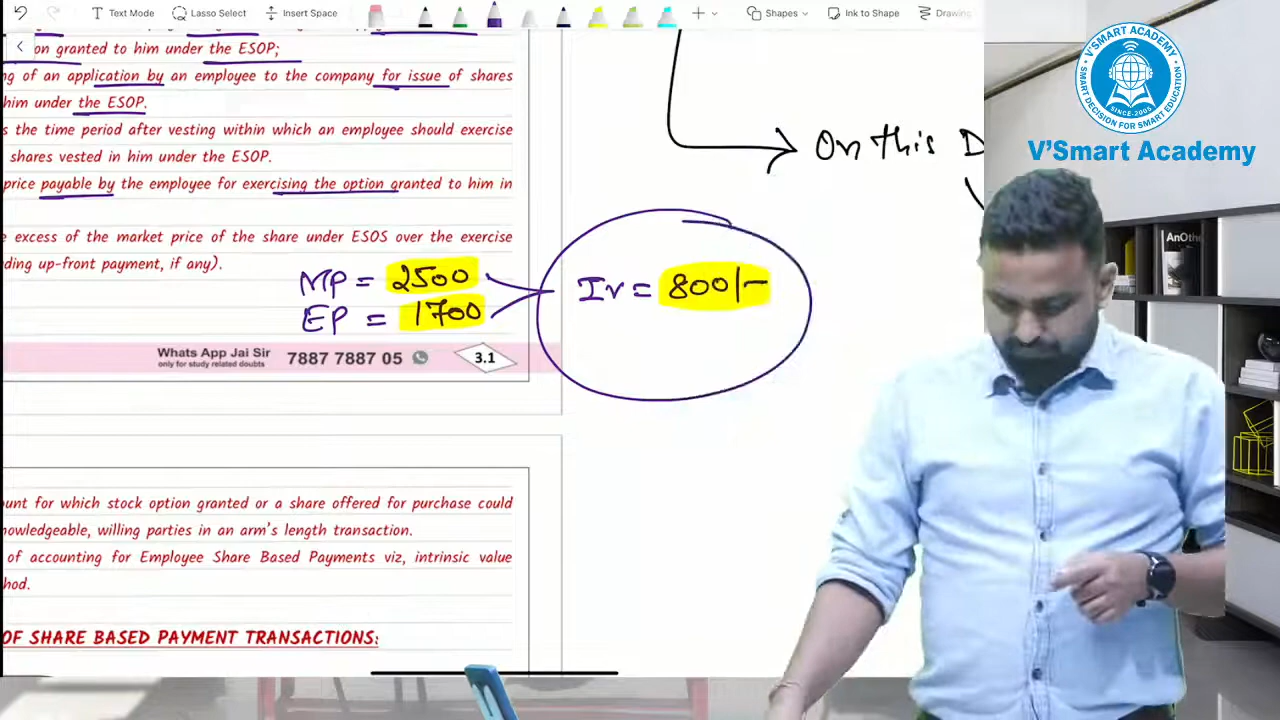 Text Mode Lasso Select Insert Space Shapes Ink to Shape Drawing
on granted to him under the ESOP;
ng of an application by an employee to the company for issue of shares
him under the ESOP.
s the time period after vesting within which an employee should exercise
shares vested in him under the ESOP.
price payable by the employee for exercising the option granted to him in
e excess of the market price of the share under ESOS over the exercise
ding up-front payment, if any).
MP = 2500
EP = 1700
Iv = 800/-
On this D
Whats App Jai Sir
only for study related doubts
7887 7887 05
3.1
ount for which stock option granted or a share offered for purchase could
nowledgeable, willing parties in an arm's length transaction.
of accounting for Employee Share Based Payments viz, intrinsic value
hod.
OF SHARE BASED PAYMENT TRANSACTIONS:
V'SMART ACADEMY
SMART DECISION FOR SMART EDUCATION
SINCE-2005
V'Smart Academy
AnOthe